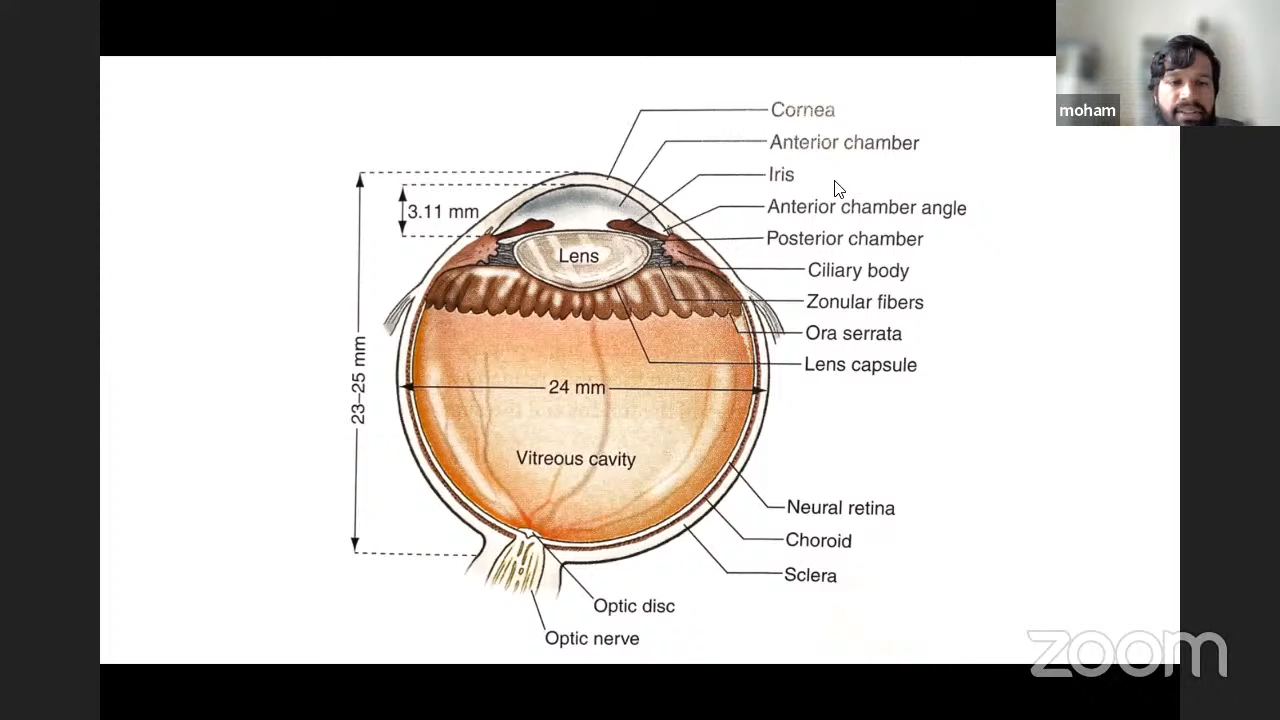 moham
Cornea
Anterior chamber
Iris
Anterior chamber angle
3.11 mm
Posterior chamber
Lens
Ciliary body
Zonular fibers
Ora serrata
Lens capsule
23–25 mm
24 mm
Vitreous cavity
Neural retina
Choroid
Sclera
Optic disc
Optic nerve
zoom